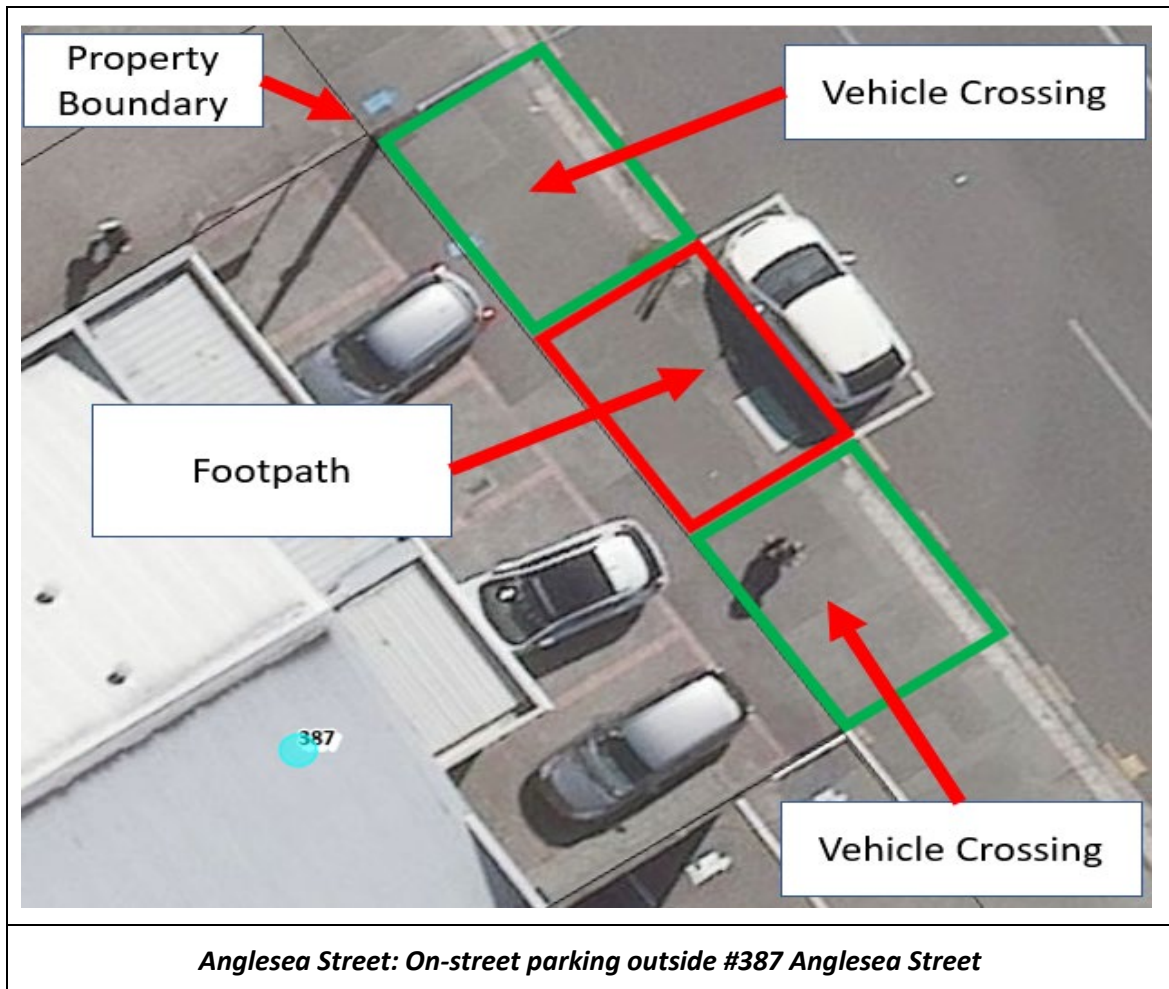 Property
Boundary
Vehicle Crossing
Footpath
387
Vehicle Crossing
Anglesea Street: On-street parking outside #387 Anglesea Street